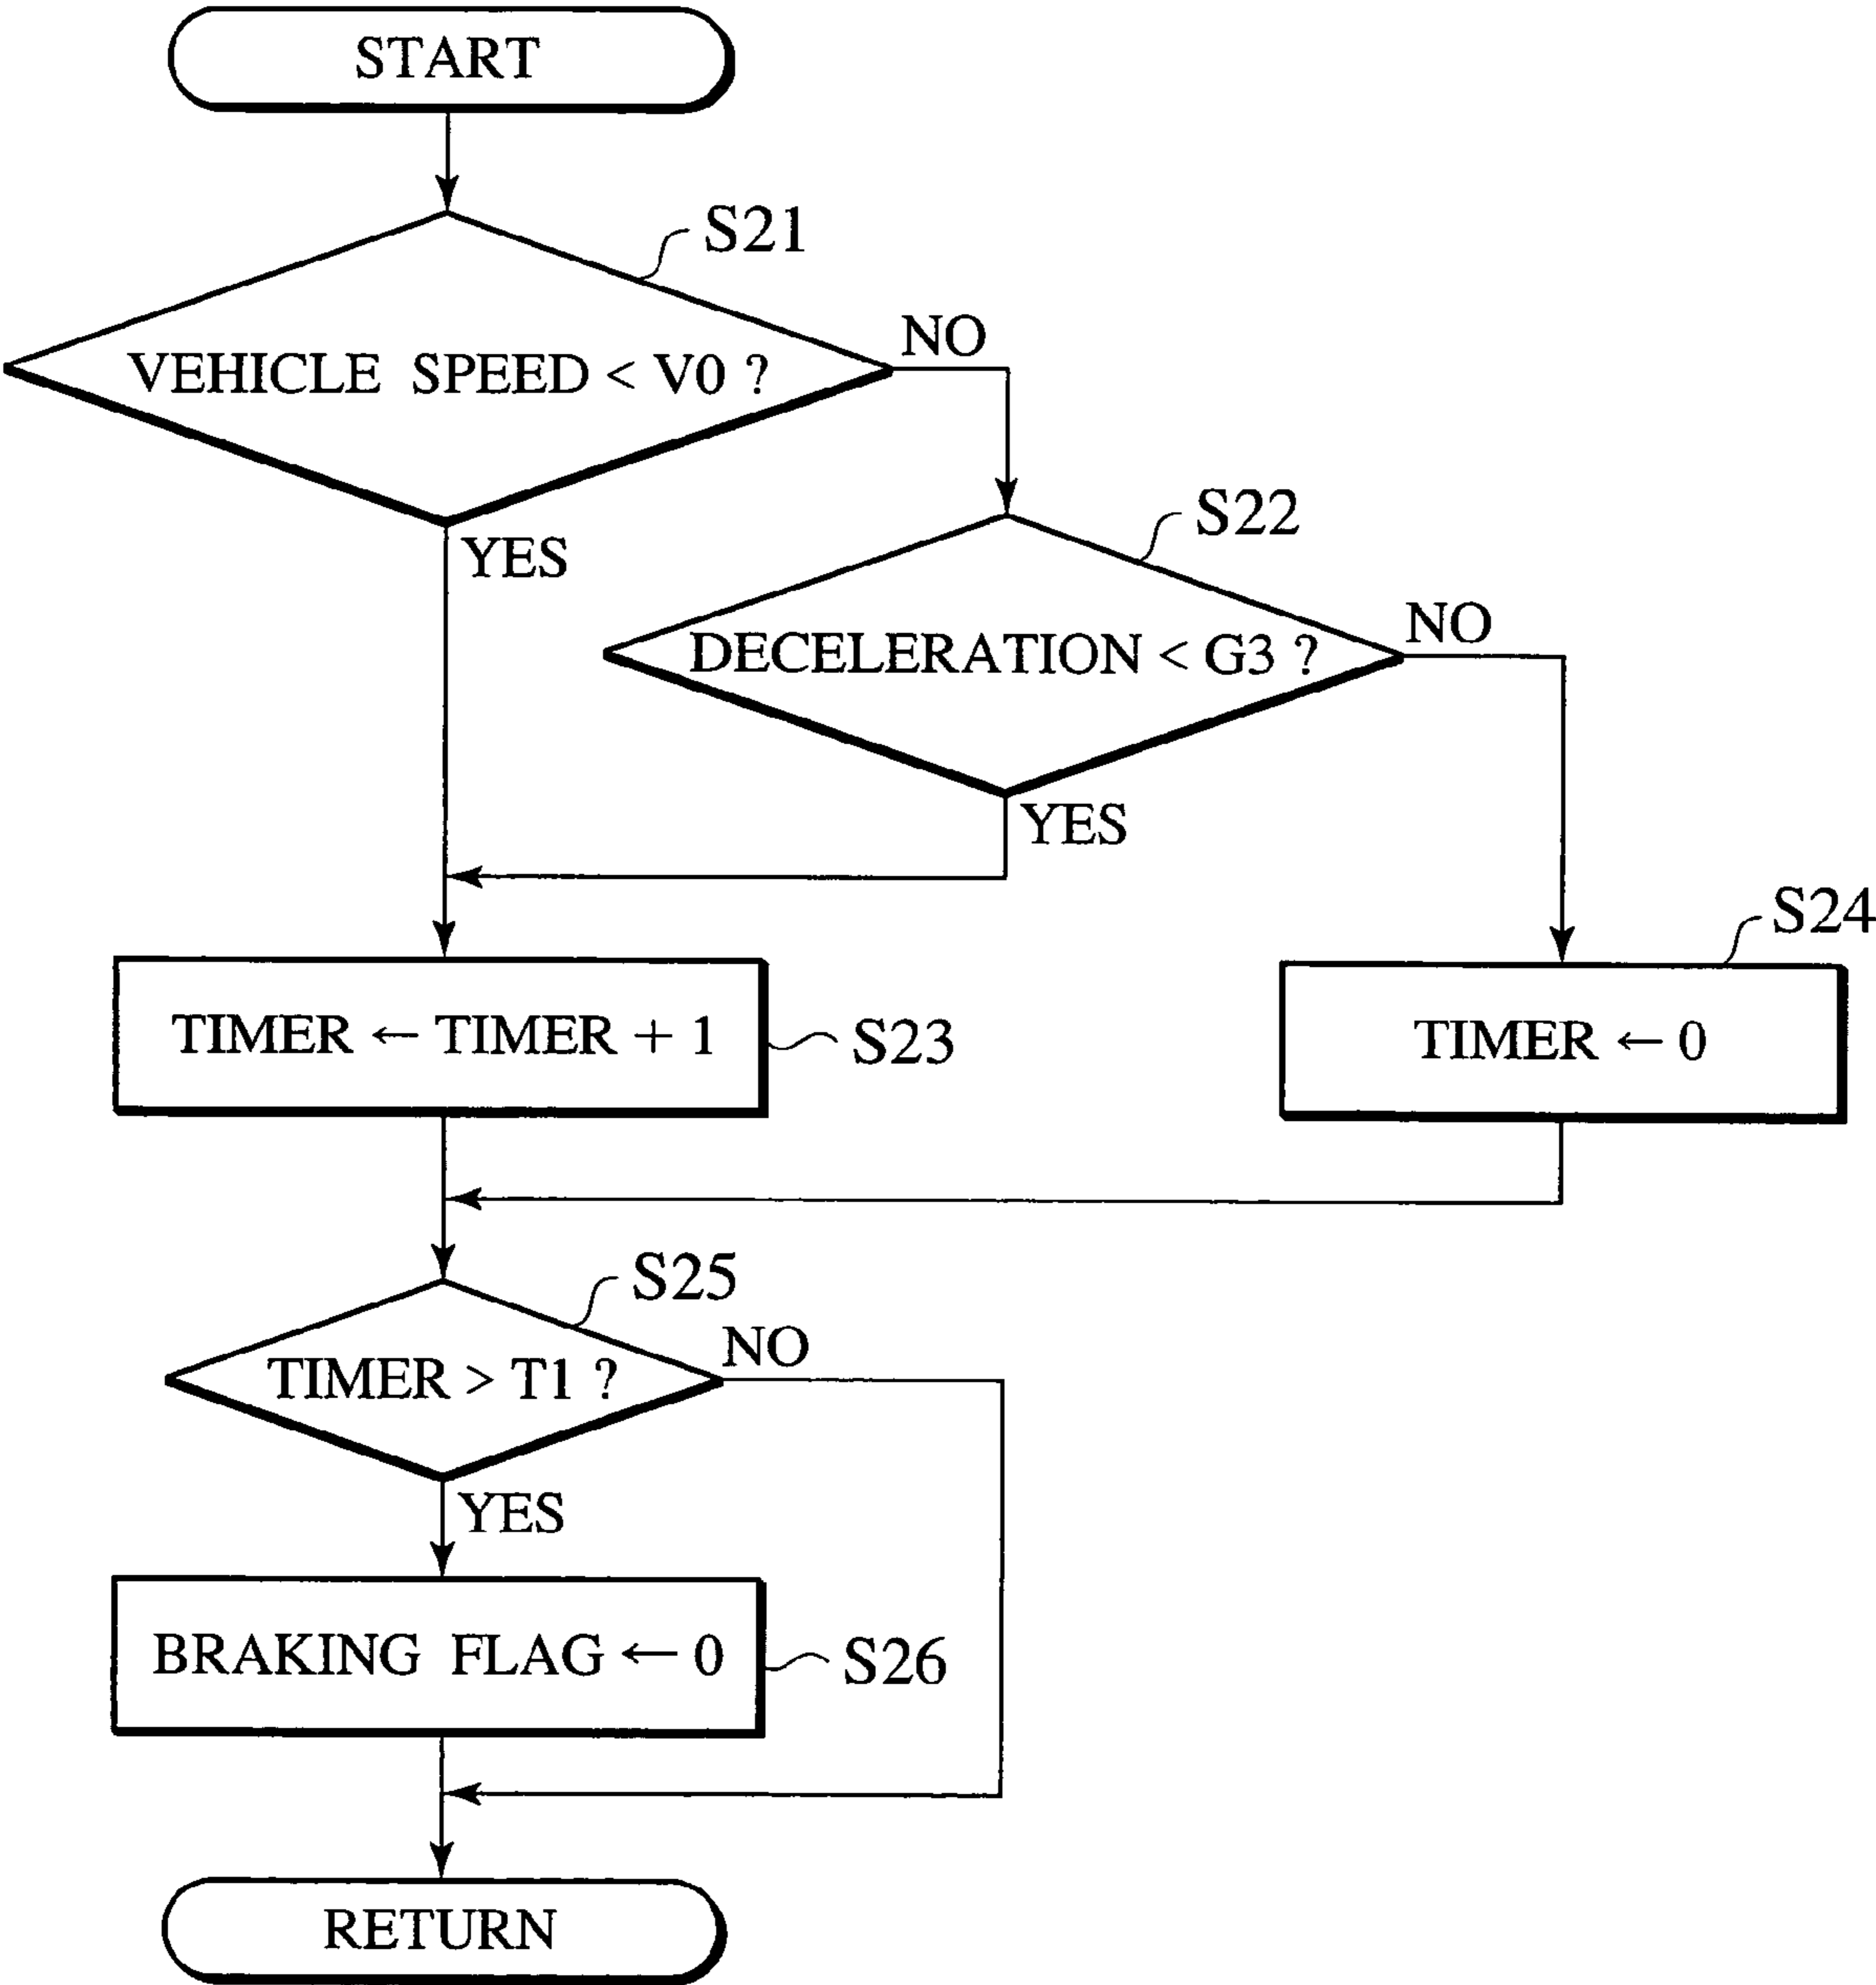 START
S21
VEHICLE SPEED < V0 ?
NO
YES
S22
DECELERATION < G3 ?
NO
YES
S24
TIMER ← TIMER + 1
S23
TIMER ← 0
S25
TIMER > T1 ?
NO
YES
BRAKING FLAG ← 0
S26
RETURN